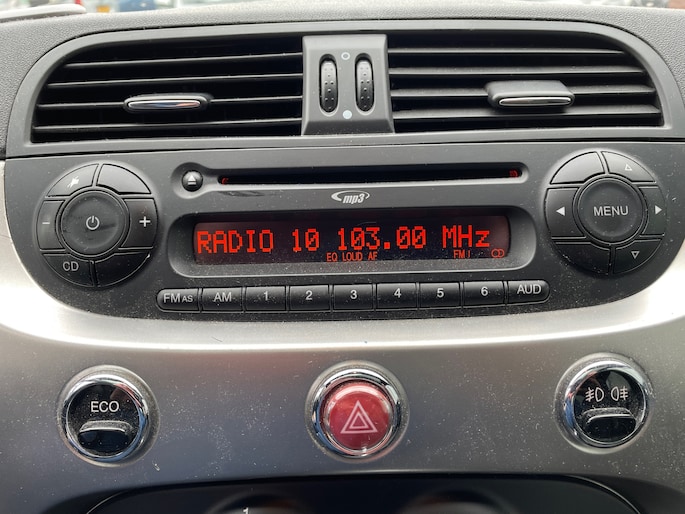 mp3
RADIO 10 103.00 MHz
EQ LOUD AF FM1
- +
CD
MENU
FM AS AM 1 2 3 4 5 6 AUD
ECO
1